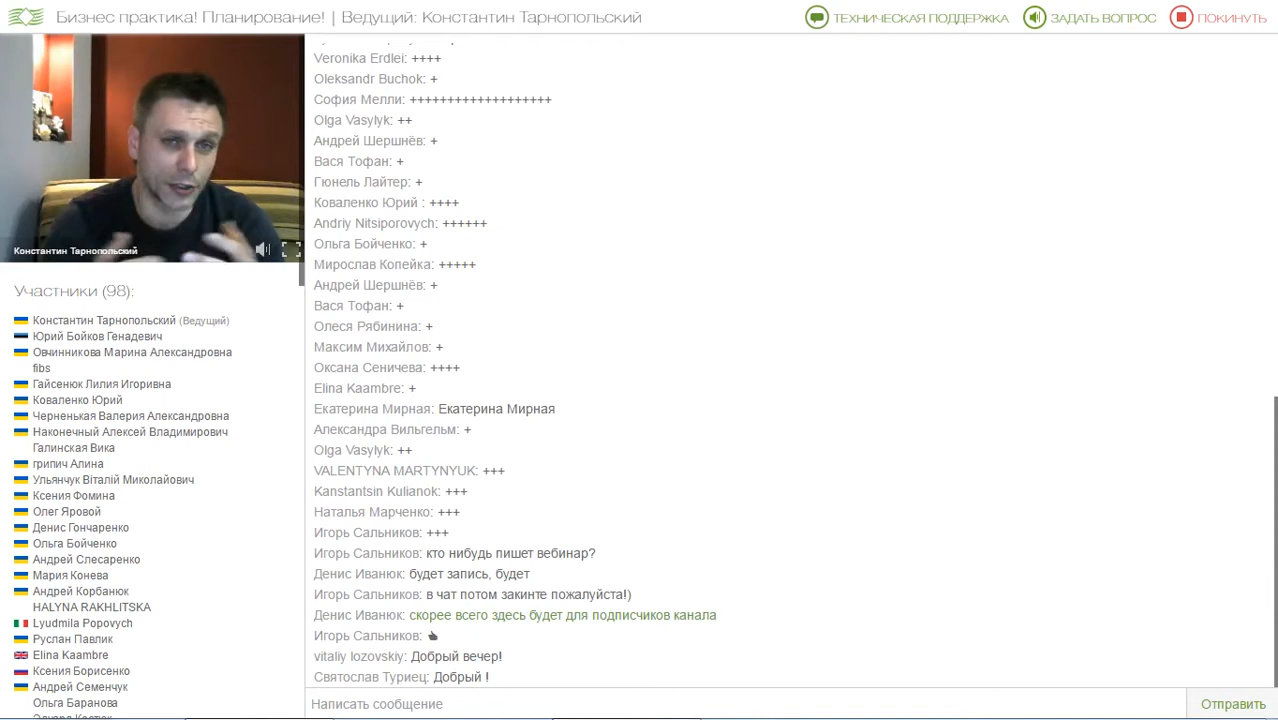 Бизнес практика! Планирование! | Ведущий: Константин Тарнопольский
ТЕХНИЧЕСКАЯ ПОДДЕРЖКА
ЗАДАТЬ ВОПРОС
ПОКИНУТЬ
Константин Тарнопольский
Участники (98):
Константин Тарнопольский (Ведущий)
Юрий Бойков Генадевич
Овчинникова Марина Александровна
fibs
Гайсенюк Лилия Игоривна
Коваленко Юрий
Черненькая Валерия Александровна
Наконечный Алексей Владимирович
Галинская Вика
грипич Алина
Ульянчук Віталій Миколайович
Ксения Фомина
Олег Яровой
Денис Гончаренко
Ольга Бойченко
Андрей Слесаренко
Мария Конева
Андрей Корбанюк
HALYNA RAKHLITSKA
Lyudmila Popovych
Руслан Павлик
Elina Kaambre
Ксения Борисенко
Андрей Семенчук
Ольга Баранова
Veronika Erdlei: ++++
Oleksandr Buchok: +
София Мелли: +++++++++++++++++++
Olga Vasylyk: ++
Андрей Шершнёв: +
Вася Тофан: +
Гюнель Лайтер: +
Коваленко Юрий : ++++
Andriy Nitsiporovych: ++++++
Ольга Бойченко: +
Мирослав Копейка: +++++
Андрей Шершнёв: +
Вася Тофан: +
Олеся Рябинина: +
Максим Михайлов: +
Оксана Сеничева: ++++
Elina Kaambre: +
Екатерина Мирная: Екатерина Мирная
Александра Вильгельм: +
Olga Vasylyk: ++
VALENTYNA MARTYNYUK: +++
Kanstantsin Kulianok: +++
Наталья Марченко: +++
Игорь Сальников: +++
Игорь Сальников: кто нибудь пишет вебинар?
Денис Иванюк: будет запись, будет
Игорь Сальников: в чат потом закинте пожалуйста!)
Денис Иванюк: скорее всего здесь будет для подписчиков канала
Игорь Сальников:
vitaliy lozovskiy: Добрый вечер!
Святослав Туриец: Добрый !
Написать сообщение
Отправить